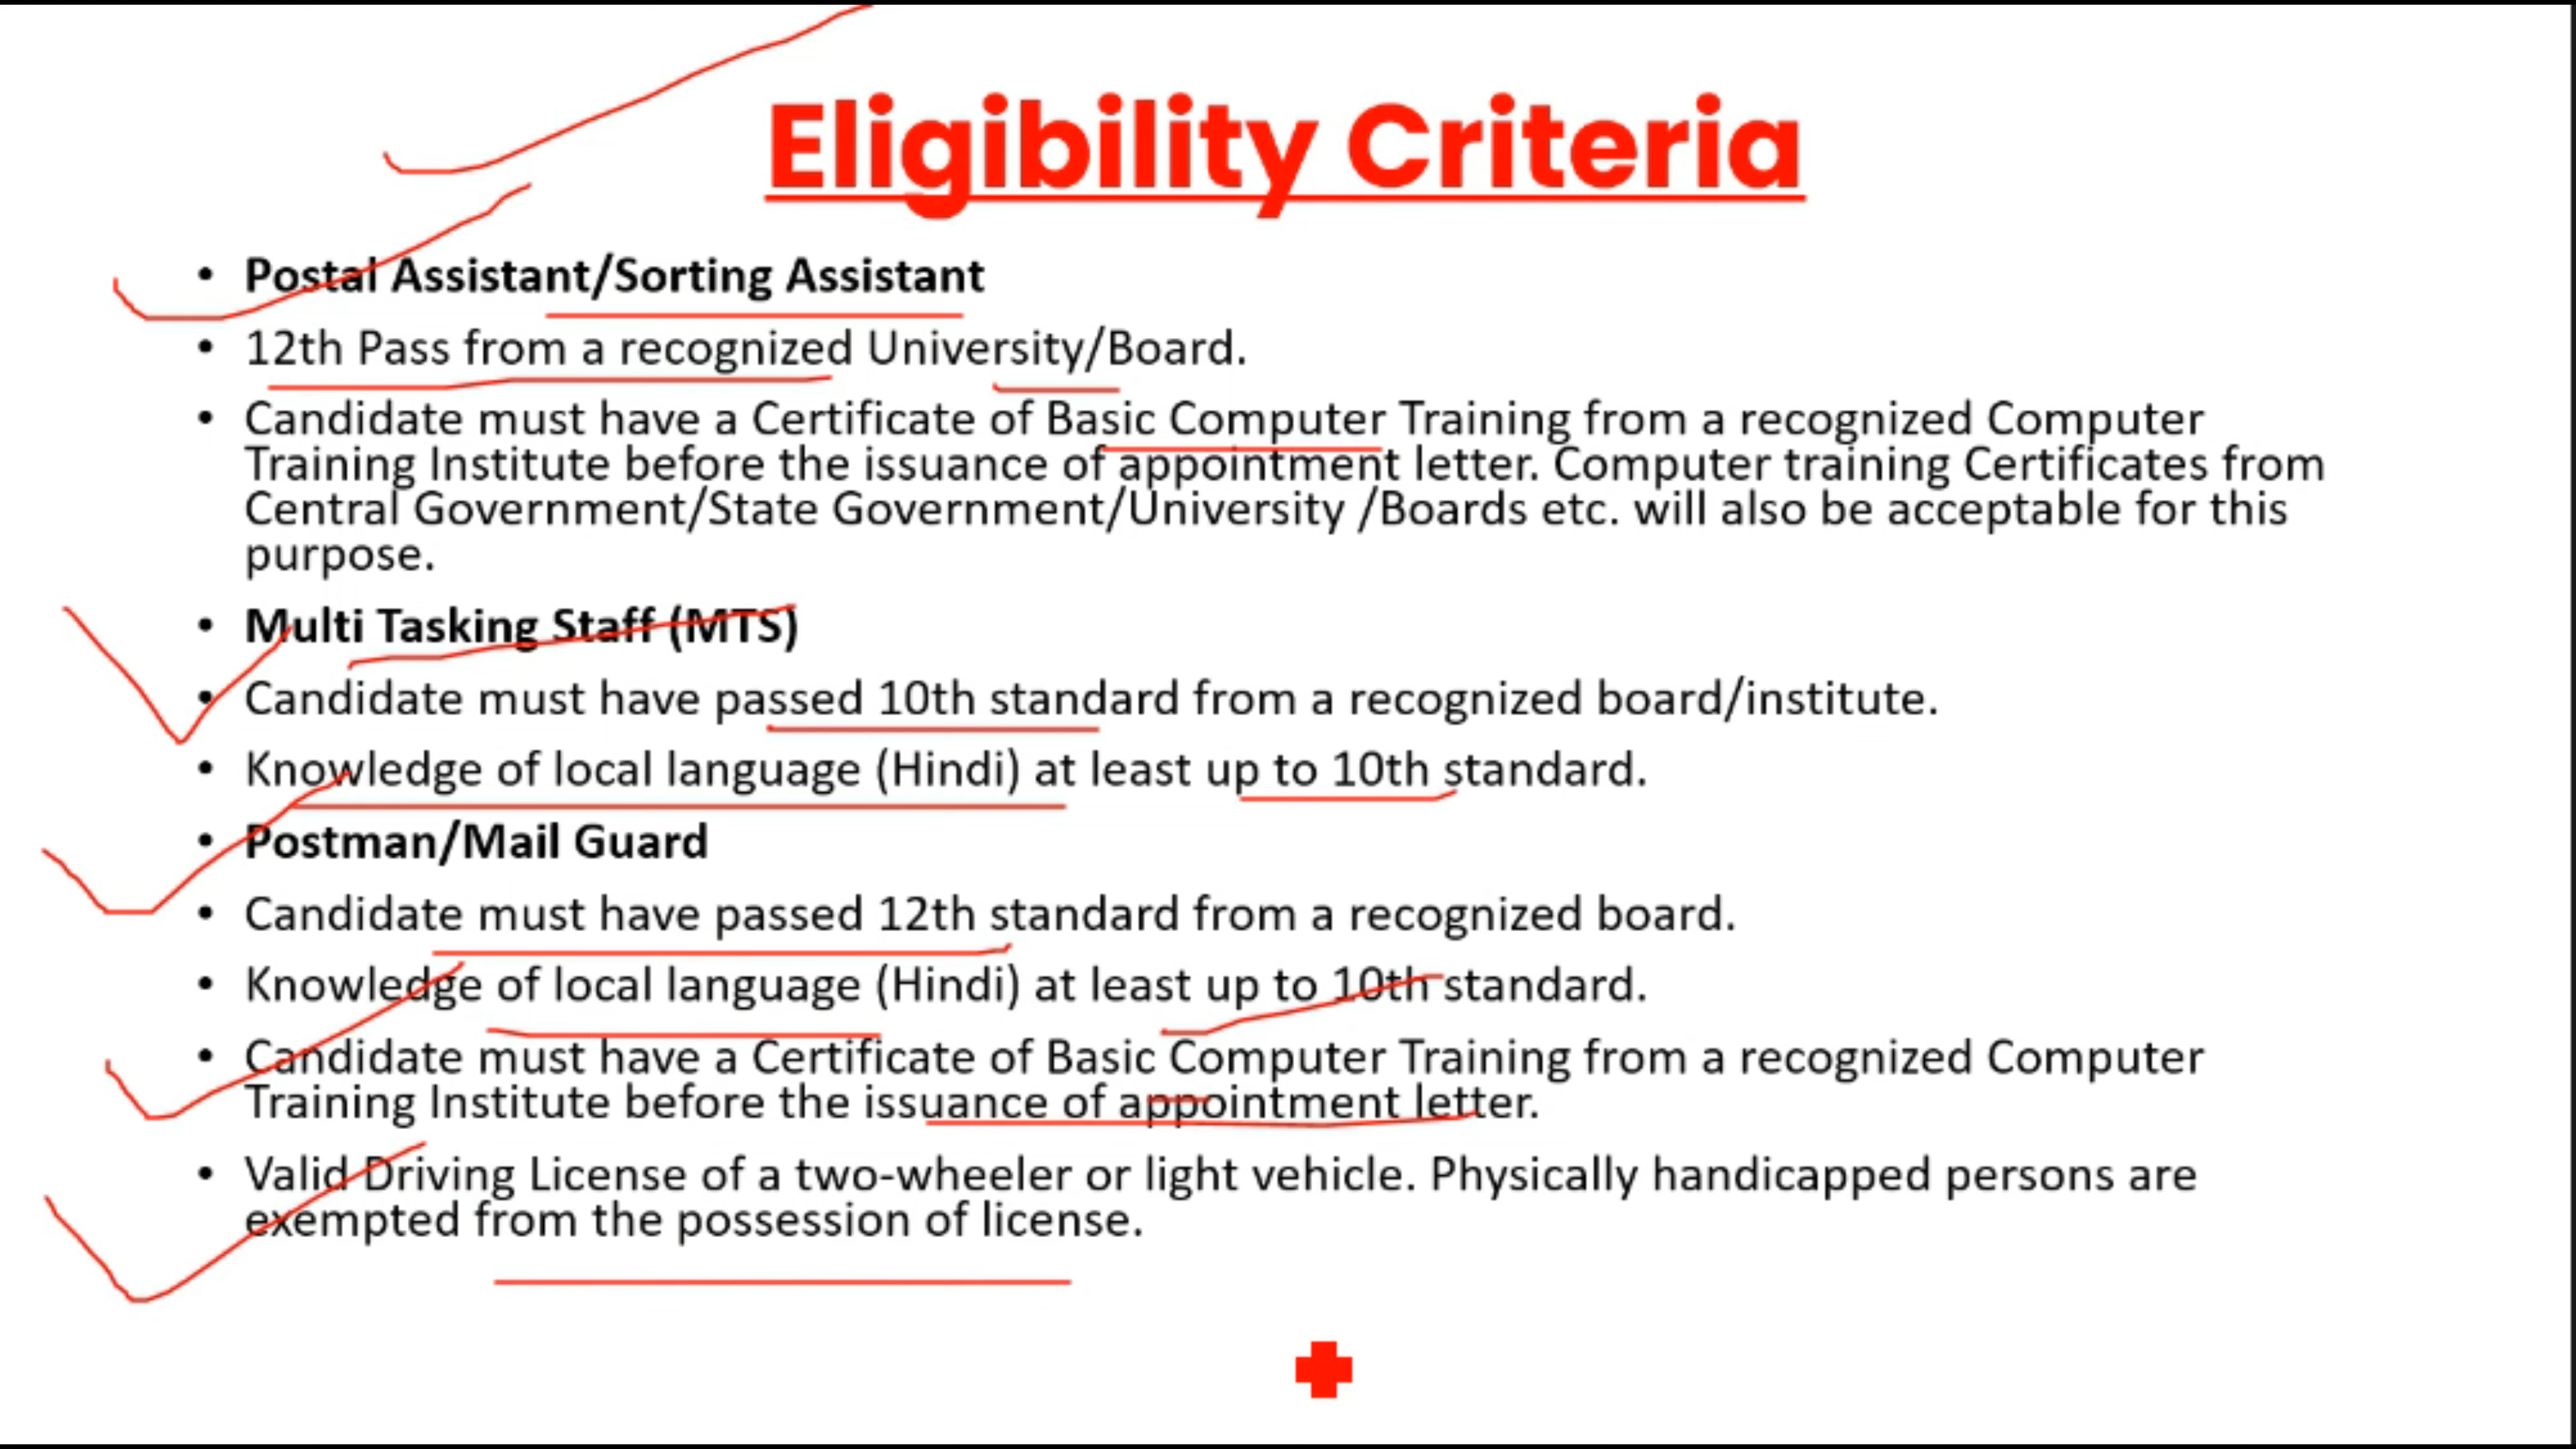 Eligibility Criteria
• Postal Assistant/Sorting Assistant
• 12th Pass from a recognized University/Board.
• Candidate must have a Certificate of Basic Computer Training from a recognized Computer
Training Institute before the issuance of appointment letter. Computer training Certificates from
Central Government/State Government/University /Boards etc. will also be acceptable for this
purpose.
• Multi Tasking Staff (MTS)
• Candidate must have passed 10th standard from a recognized board/institute.
• Knowledge of local language (Hindi) at least up to 10th standard.
• Postman/Mail Guard
• Candidate must have passed 12th standard from a recognized board.
• Knowledge of local language (Hindi) at least up to 10th standard.
• Candidate must have a Certificate of Basic Computer Training from a recognized Computer
Training Institute before the issuance of appointment letter.
• Valid Driving License of a two-wheeler or light vehicle. Physically handicapped persons are
exempted from the possession of license.